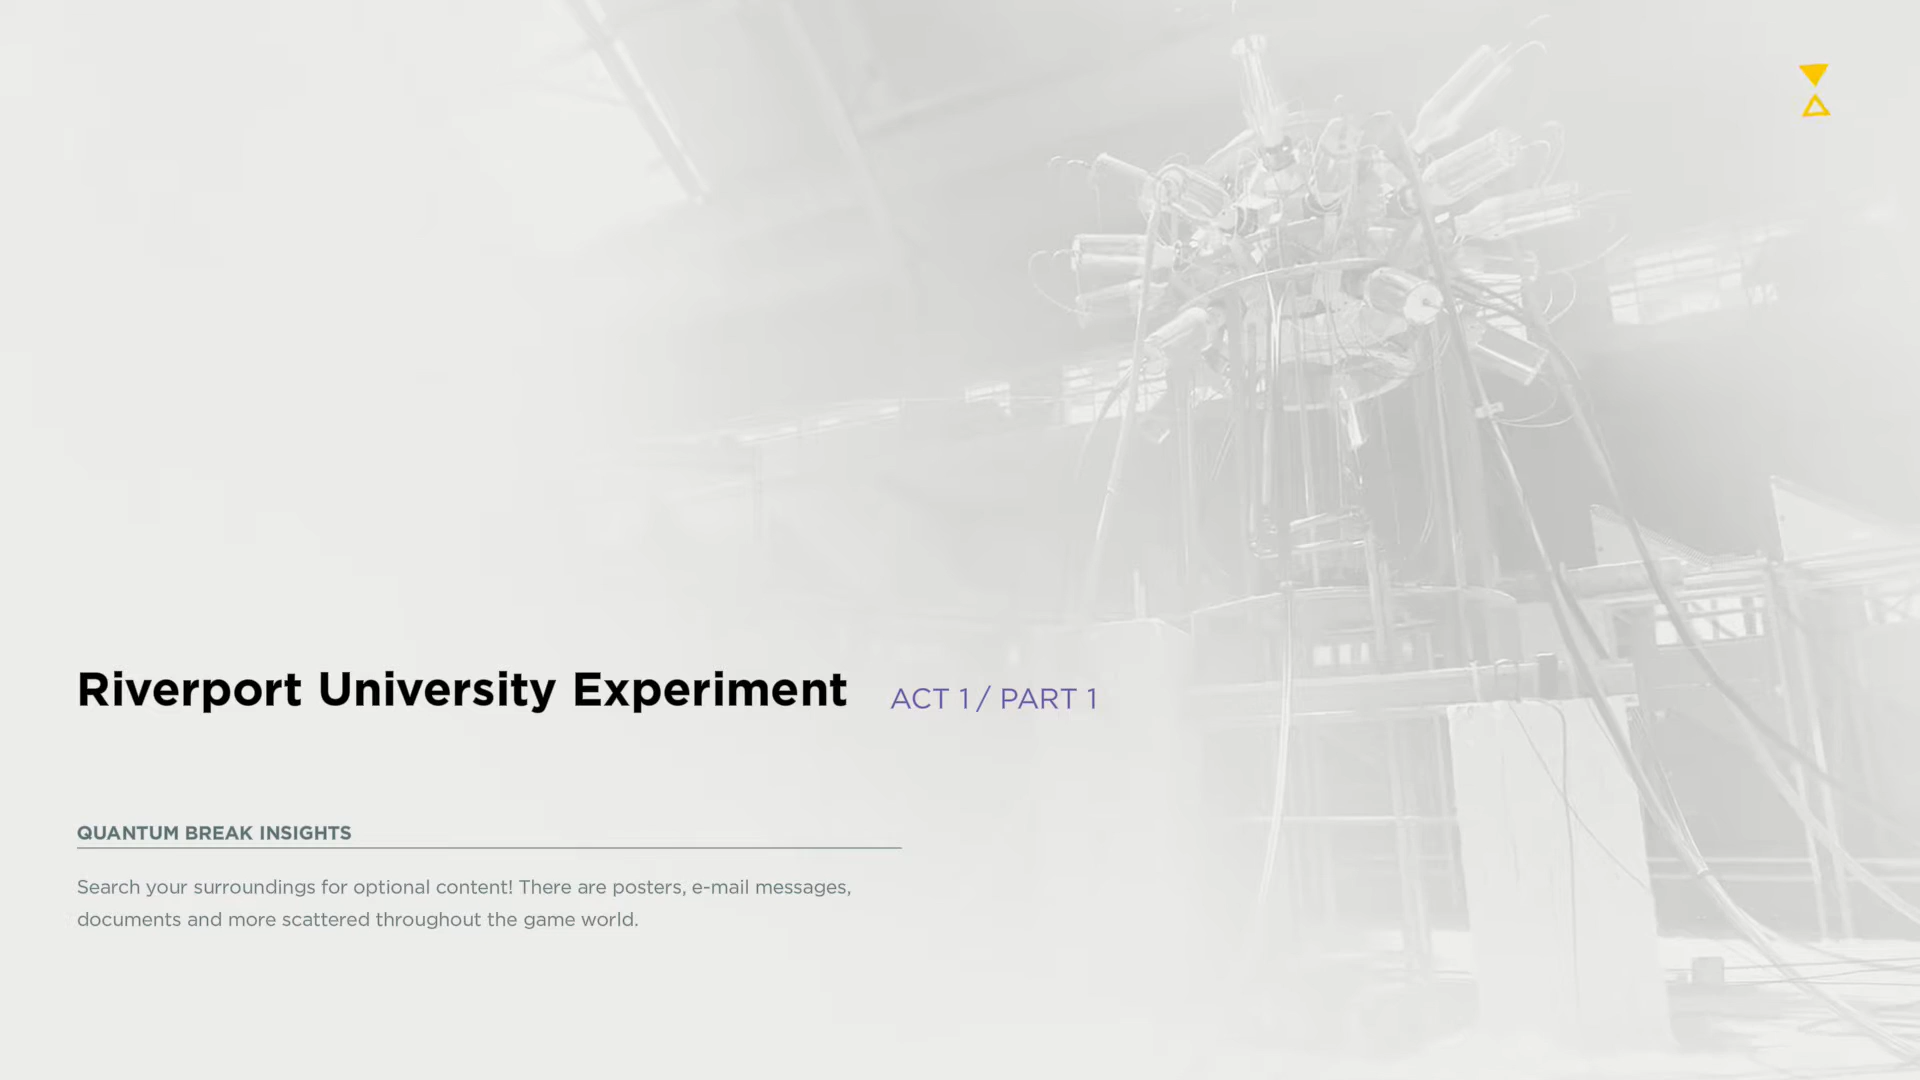 Riverport University Experiment ACT 1 / PART 1
QUANTUM BREAK INSIGHTS
Search your surroundings for optional content! There are posters, e-mail messages,
documents and more scattered throughout the game world.